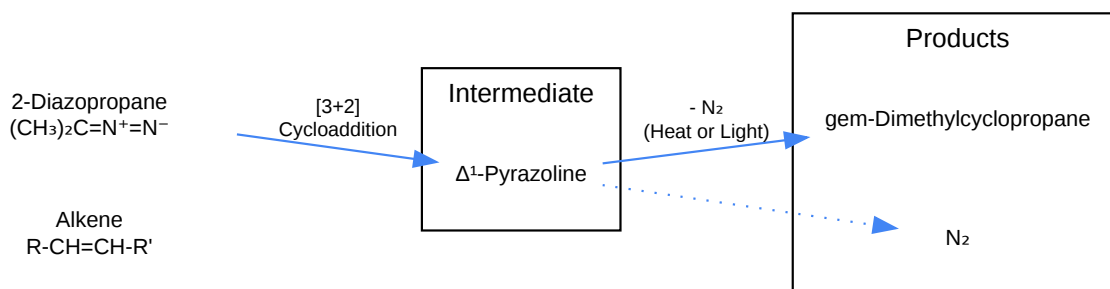 2-Diazopropane
(CH₃)₂C=N⁺=N⁻
Alkene
R-CH=CH-R'
[3+2]
Cycloaddition
Intermediate
Δ¹-Pyrazoline
- N₂
(Heat or Light)
Products
gem-Dimethylcyclopropane
N₂